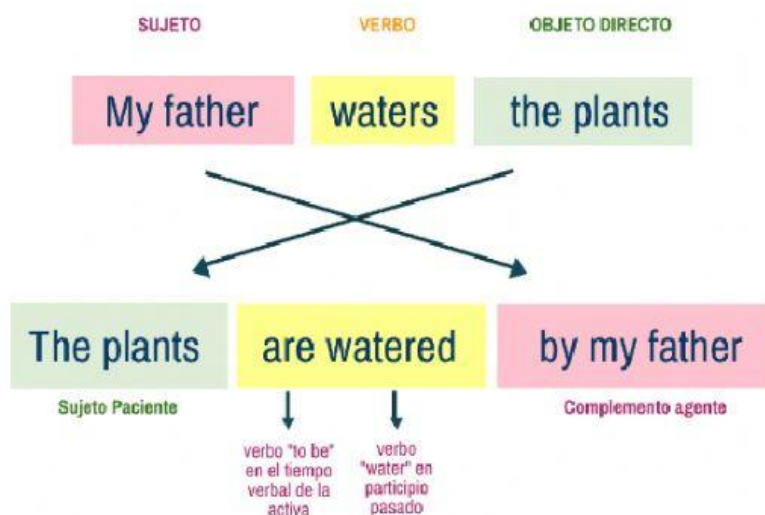 SUJETO VERBO OBJETO DIRECTO
My father waters the plants
The plants are watered by my father
Sujeto Paciente Complemento agente
verbo "to be"
en el tiempo
verbal de la
activa
verbo
"water" en
participio
pasado